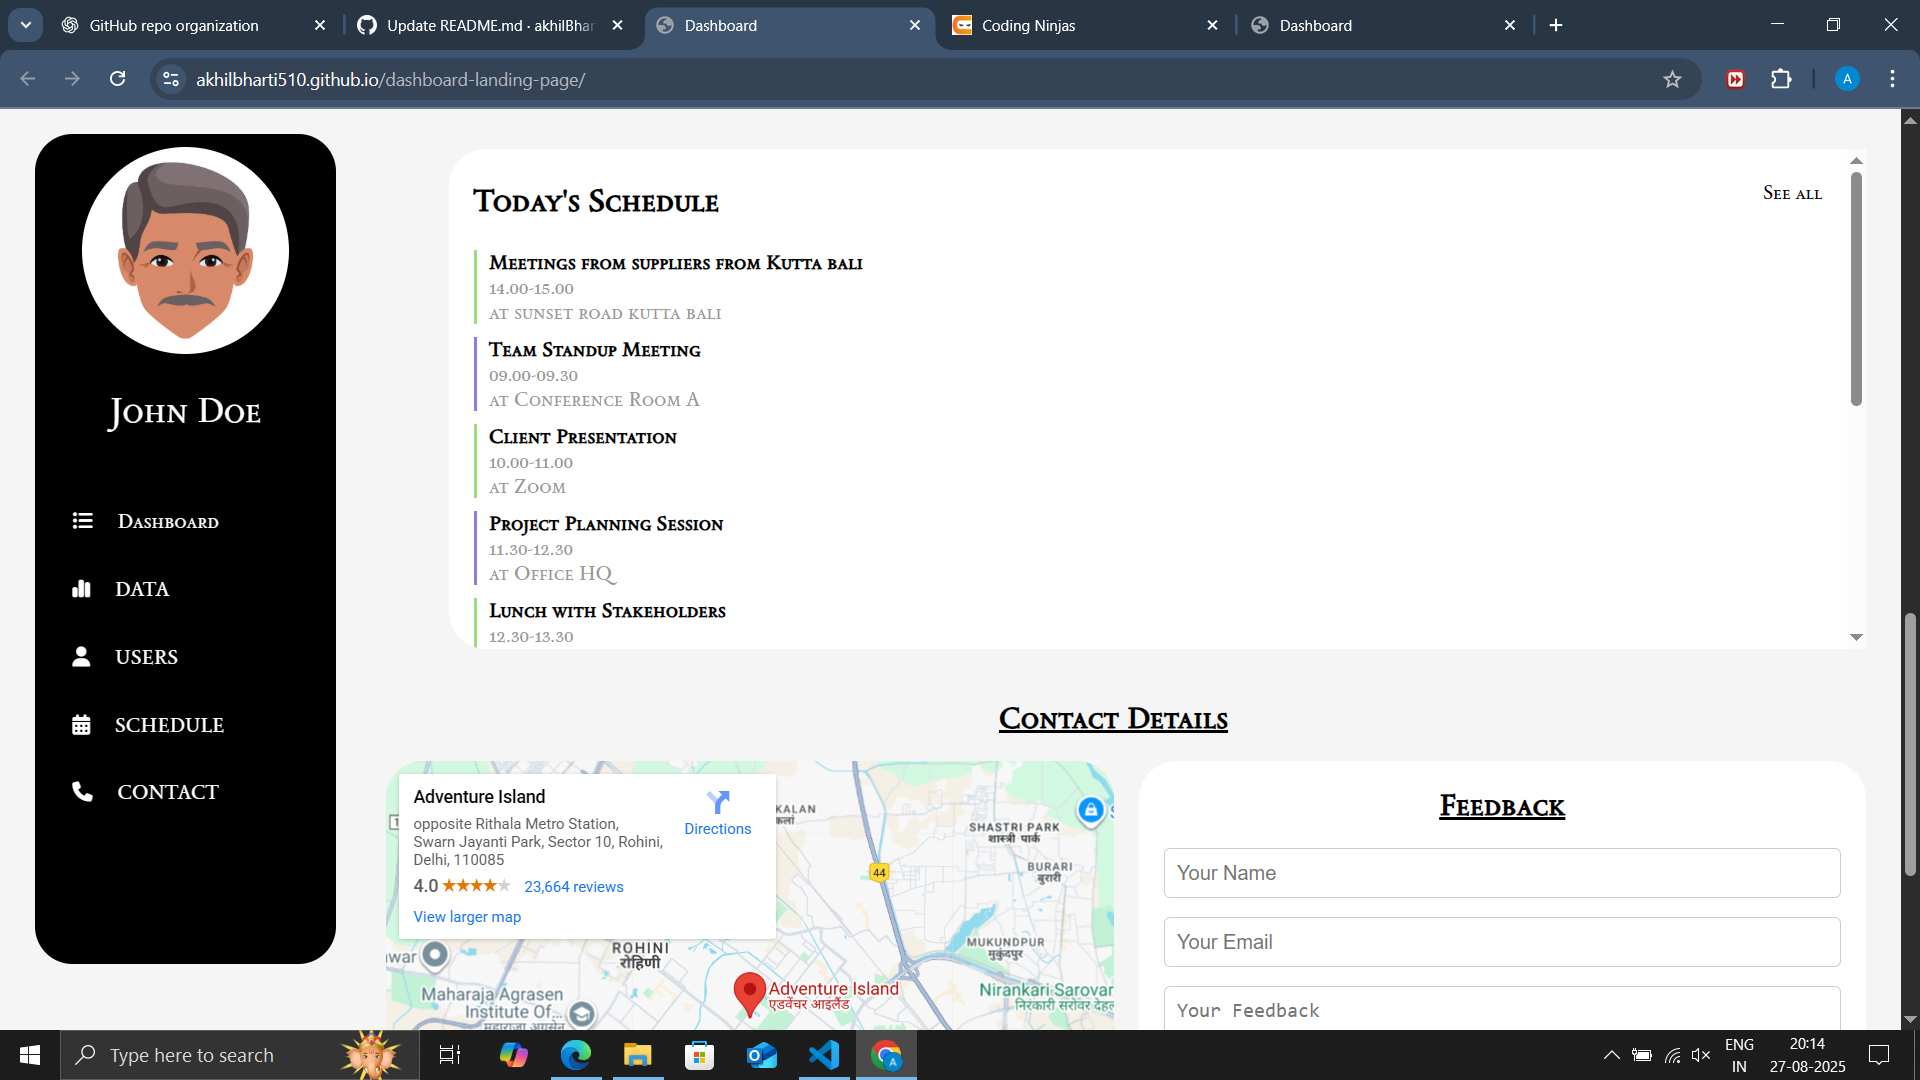 GitHub repo organization
Update README.md · akhilBhar
Dashboard
Coding Ninjas
Dashboard
akhilbharti510.github.io/dashboard-landing-page/
A
John Doe
Dashboard
DATA
USERS
SCHEDULE
CONTACT
Today's Schedule
See all
Meetings from suppliers from Kutta bali
14.00-15.00
at sunset road kutta bali
Team Standup Meeting
09.00-09.30
at Conference Room A
Client Presentation
10.00-11.00
at Zoom
Project Planning Session
11.30-12.30
at Office HQ
Lunch with Stakeholders
12.30-13.30
Contact Details
Adventure Island
opposite Rithala Metro Station,
Swarn Jayanti Park, Sector 10, Rohini,
Delhi, 110085
Directions
4.0
23,664 reviews
View larger map
KALAN
कलां
SHASTRI PARK
शास्त्री पार्क
BURARI
बुरारी
44
MUKUNDPUR
मुकुंदपुर
ROHINI
रोहिणी
war
Adventure Island
एडवेंचर आइलैंड
Nirankari Sarovar
निरंकारी सरोवर
Maharaja Agrasen
Institute Of...
महाराजा अग्रसेन
Feedback
Your Name
Your Email
Your Feedback
Type here to search
A
ENG
IN
20:14
27-08-2025